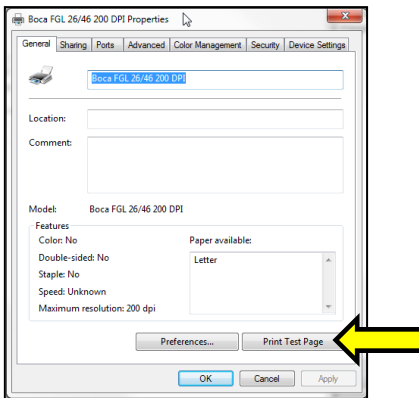 Boca FGL 26/46 200 DPI Properties
General Sharing Ports Advanced Color Management Security Device Settings
Boca FGL 26/46 200 DPI
Location:
Comment:
Model: Boca FGL 26/46 200 DPI
Features
Color: No Paper available:
Double-sided: No Letter
Staple: No
Speed: Unknown
Maximum resolution: 200 dpi
Preferences... Print Test Page
OK Cancel Apply